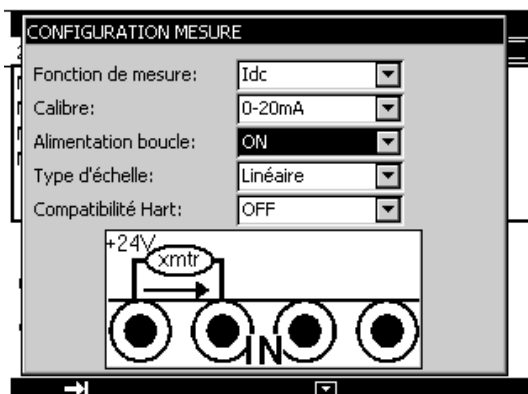 CONFIGURATION MESURE
Fonction de mesure: Idc
Calibre: 0-20mA
Alimentation boucle: ON
Type d'échelle: Linéaire
Compatibilité Hart: OFF
+24V
xmtr
IN